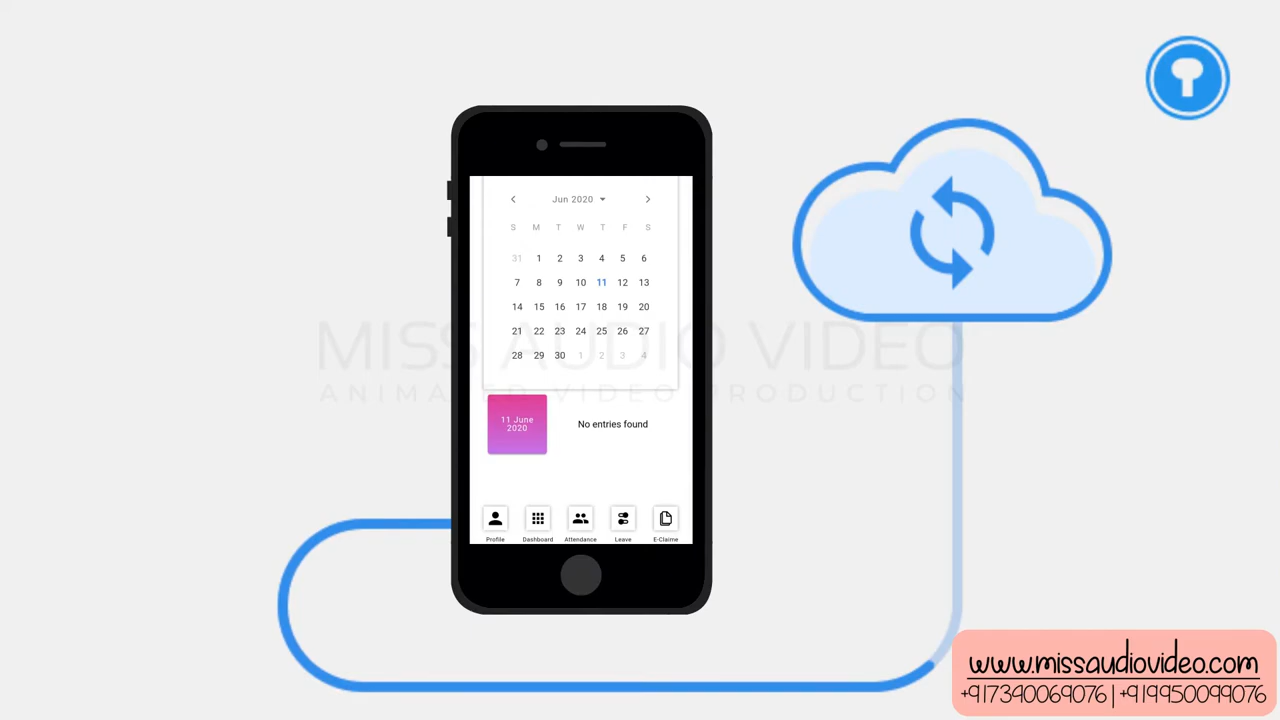 Jun 2020
S M T W T F S
31 1 2 3 4 5 6
7 8 9 10 11 12 13
14 15 16 17 18 19 20
21 22 23 24 25 26 27
28 29 30 1 2 3 4
MISS AUDIO VIDEO
ANIMATED VIDEO PRODUCTION
11 June
2020
No entries found
Profile Dashboard Attendance Leave E-Claime
www.missaudiovideo.com
+917390069076 | +919950099076